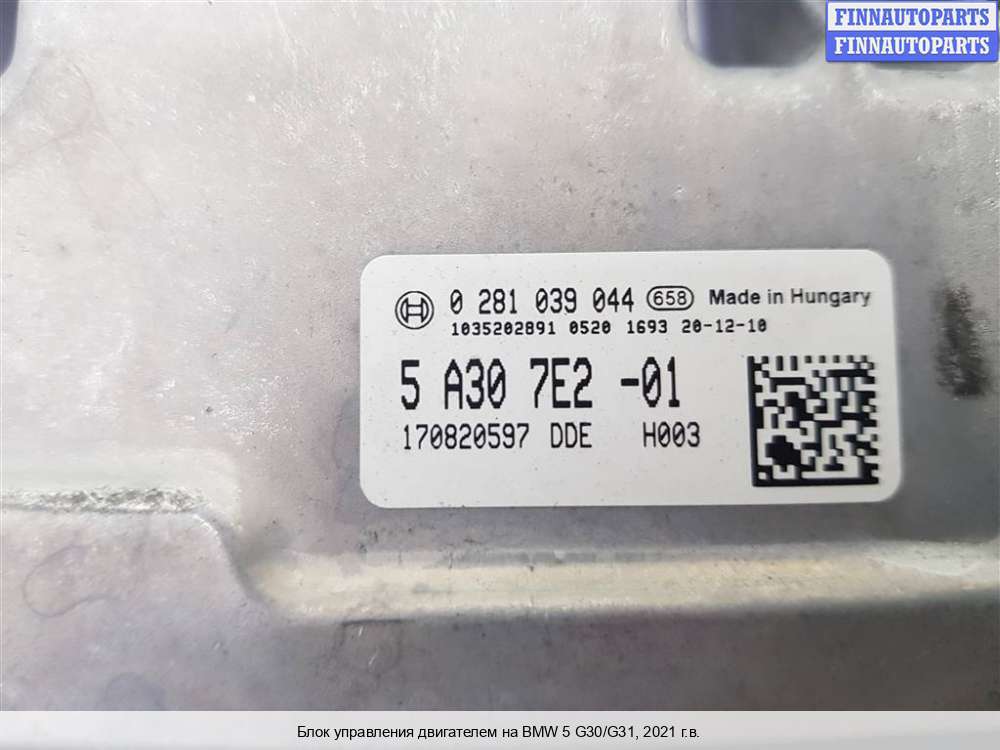 FINNAUTOPARTS
FINNAUTOPARTS
0 281 039 044 658 Made in Hungary
1035202891 0520 1693 20-12-10
5 A30 7E2 -01
170820597 DDE H003
Блок управления двигателем на BMW 5 G30/G31, 2021 г.в.